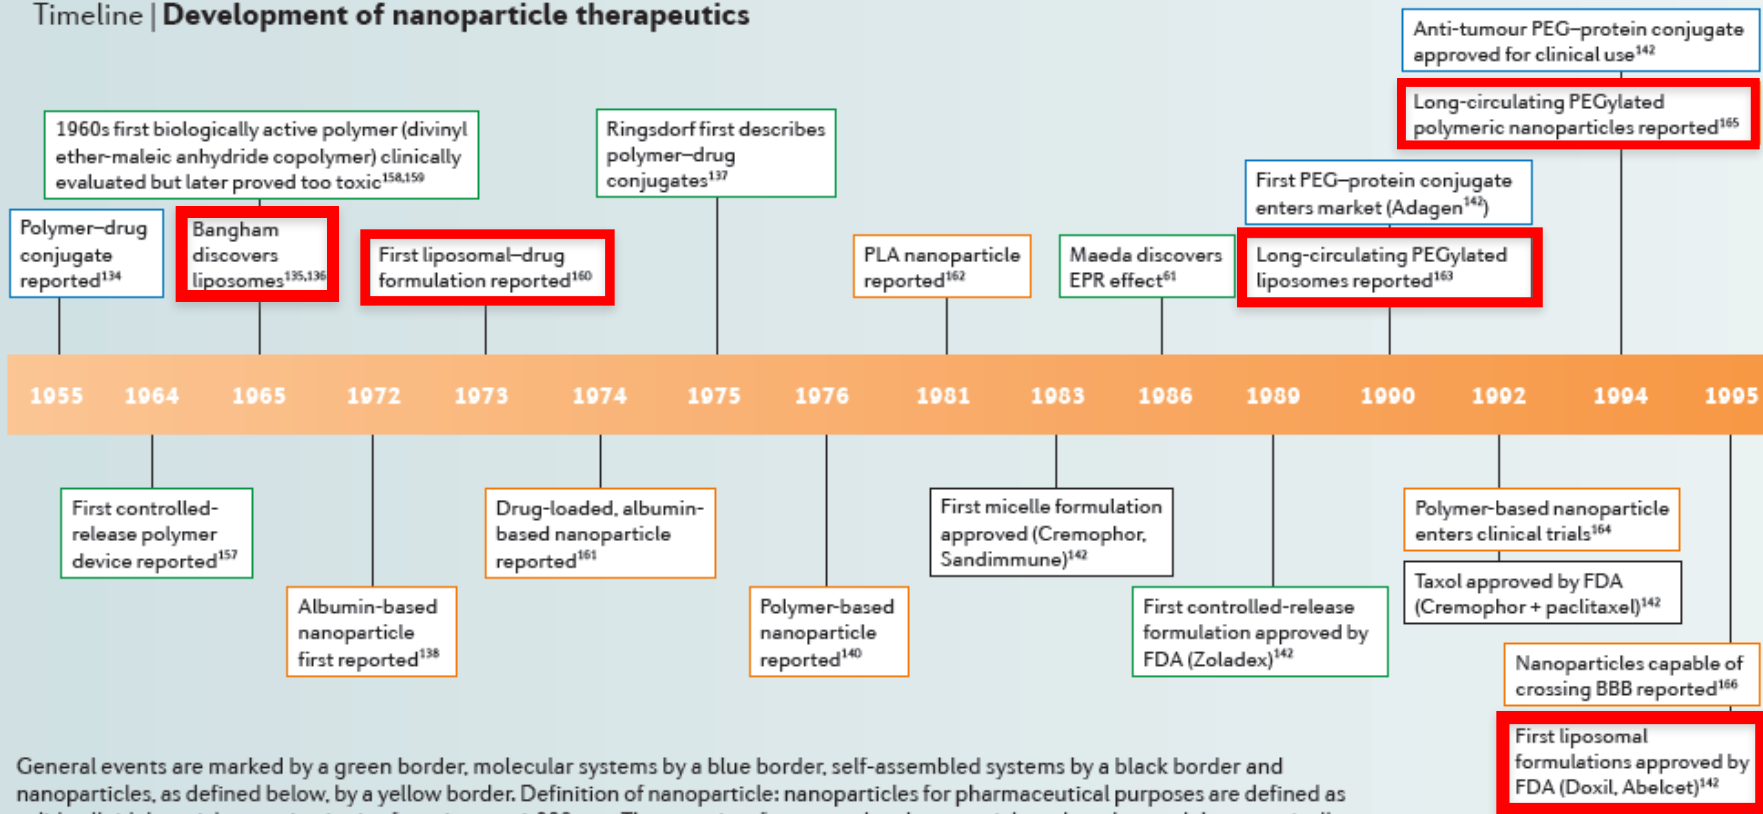 Timeline | Development of nanoparticle therapeutics
Anti-tumour PEG–protein conjugate
approved for clinical use142
Long-circulating PEGylated
polymeric nanoparticles reported165
1960s first biologically active polymer (divinyl
ether-maleic anhydride copolymer) clinically
evaluated but later proved too toxic158,159
Ringsdorf first describes
polymer–drug
conjugates137
First PEG–protein conjugate
enters market (Adagen142)
Polymer–drug
conjugate
reported134
Bangham
discovers
liposomes135,136
First liposomal–drug
formulation reported160
PLA nanoparticle
reported162
Maeda discovers
EPR effect61
Long-circulating PEGylated
liposomes reported163
1955 1964 1965 1972 1973 1974 1975 1976 1981 1983 1986 1989 1990 1992 1994 1995
First controlled-
release polymer
device reported157
Drug-loaded, albumin-
based nanoparticle
reported161
First micelle formulation
approved (Cremophor,
Sandimmune)142
Polymer-based nanoparticle
enters clinical trials164
Taxol approved by FDA
(Cremophor + paclitaxel)142
Albumin-based
nanoparticle
first reported138
Polymer-based
nanoparticle
reported140
First controlled-release
formulation approved by
FDA (Zoladex)142
Nanoparticles capable of
crossing BBB reported166
First liposomal
formulations approved by
FDA (Doxil, Abelcet)142
General events are marked by a green border, molecular systems by a blue border, self-assembled systems by a black border and
nanoparticles, as defined below, by a yellow border. Definition of nanoparticle: nanoparticles for pharmaceutical purposes are defined as